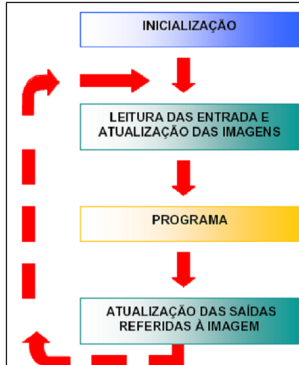 INICIALIZAÇÃO
LEITURA DAS ENTRADA E
ATUALIZAÇÃO DAS IMAGENS
PROGRAMA
ATUALIZAÇÃO DAS SAÍDAS
REFERIDAS À IMAGEM